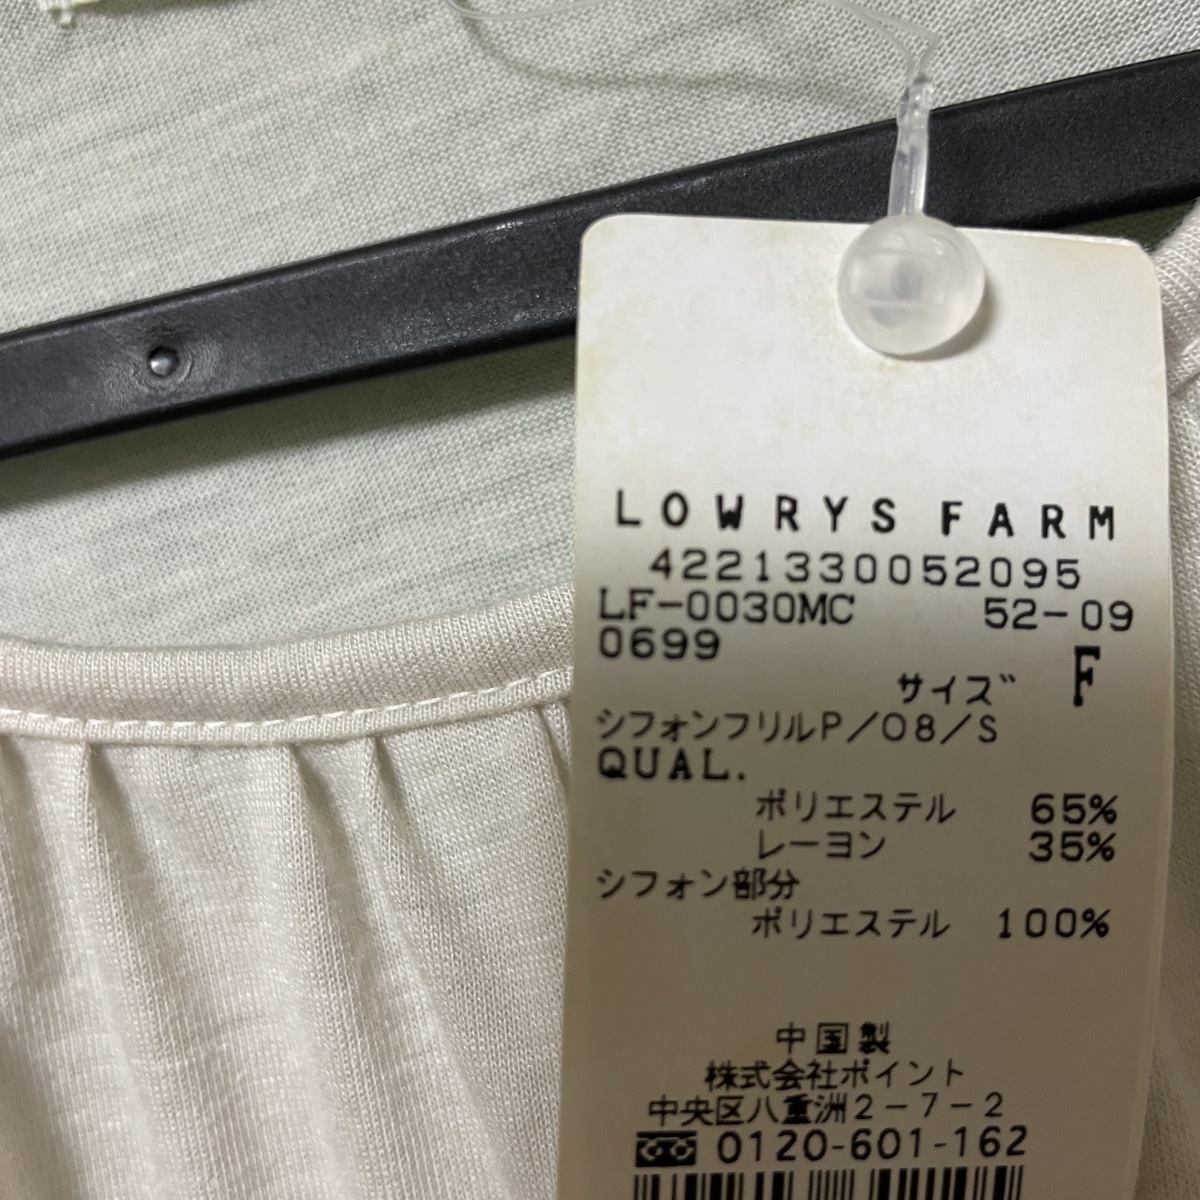 LOWRYS FARM
4221330052095
LF-0030MC 52-09
0699
サイズ F
シフォンフリルP/08/S
QUAL.
ポリエステル 65%
レーヨン 35%
シフォン部分
ポリエステル 100%
中国製
株式会社ポイント
中央区八重洲2-7-2
0120-601-162